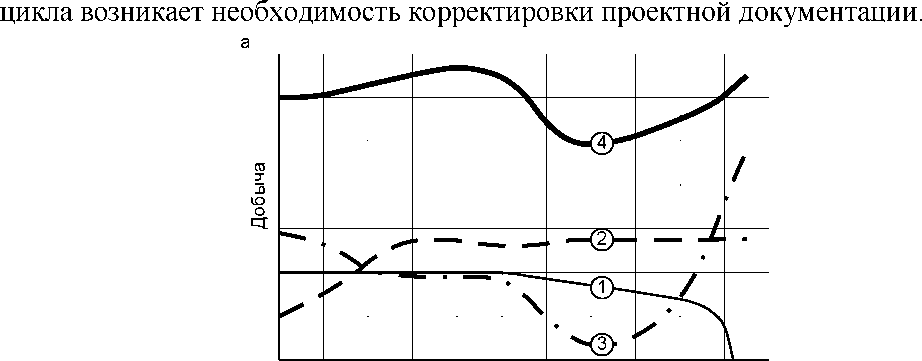 цикла возникает необходимость корректировки проектной документации.
а
Добыча
4
2
1
3